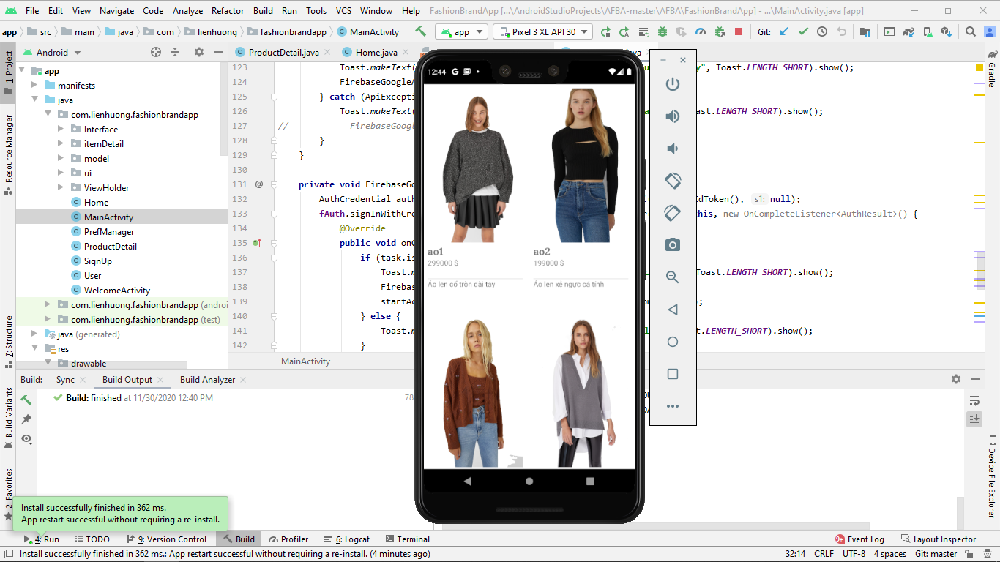 File Edit View Navigate Code Analyze Refactor Build Run Tools VCS Window Help FashionBrandApp [...\AndroidStudioProjects\AFBA-master\AFBA\FashionBrandApp] - ...\MainActivity.java [app]
app src main java com lienhuong fashionbrandapp MainActivity app Pixel 3 XL API 30 Git:
1: Project
Resource Manager
Z: Structure
Build Variants
2: Favorites
Android
app
manifests
java
com.lienhuong.fashionbrandapp
Interface
itemDetail
model
ui
ViewHolder
Home
MainActivity
PrefManager
ProductDetail
SignUp
User
WelcomeActivity
com.lienhuong.fashionbrandapp (androi
com.lienhuong.fashionbrandapp (test)
java (generated)
res
drawable
ProductDetail.java Home.java
123 Toast.makeText( y", Toast.LENGTH_SHORT).show();
124 FirebaseGoogleA
125 } catch (ApiException
126 Toast.makeText( ast.LENGTH_SHORT).show();
127 // FirebaseGoogl
128 }
129 }
130
131 private void FirebaseGo
132 AuthCredential auth IdToken(), s1: null);
133 fAuth.signInWithCre this, new OnCompleteListener<AuthResult>() {
134 @Override
135 public void onC
136 if (task.is
137 Toast.m Toast.LENGTH_SHORT).show();
138 Firebas
139 startAc );
140 } else {
141 Toast.m ast.LENGTH_SHORT).show();
142 }
MainActivity
12:44
ao1
299000 $
Áo len cổ tròn dài tay
ao2
199000 $
Áo len xẻ ngực cá tính
Gradle
Device File Explorer
Build: Sync Build Output Build Analyzer
Build: finished at 11/30/2020 12:40 PM
Install successfully finished in 362 ms.
App restart successful without requiring a re-install.
4: Run TODO 9: Version Control Build Profiler 6: Logcat Terminal 9+ Event Log Layout Inspector
Install successfully finished in 362 ms.: App restart successful without requiring a re-install. (4 minutes ago) 32:14 CRLF UTF-8 4 spaces Git: master